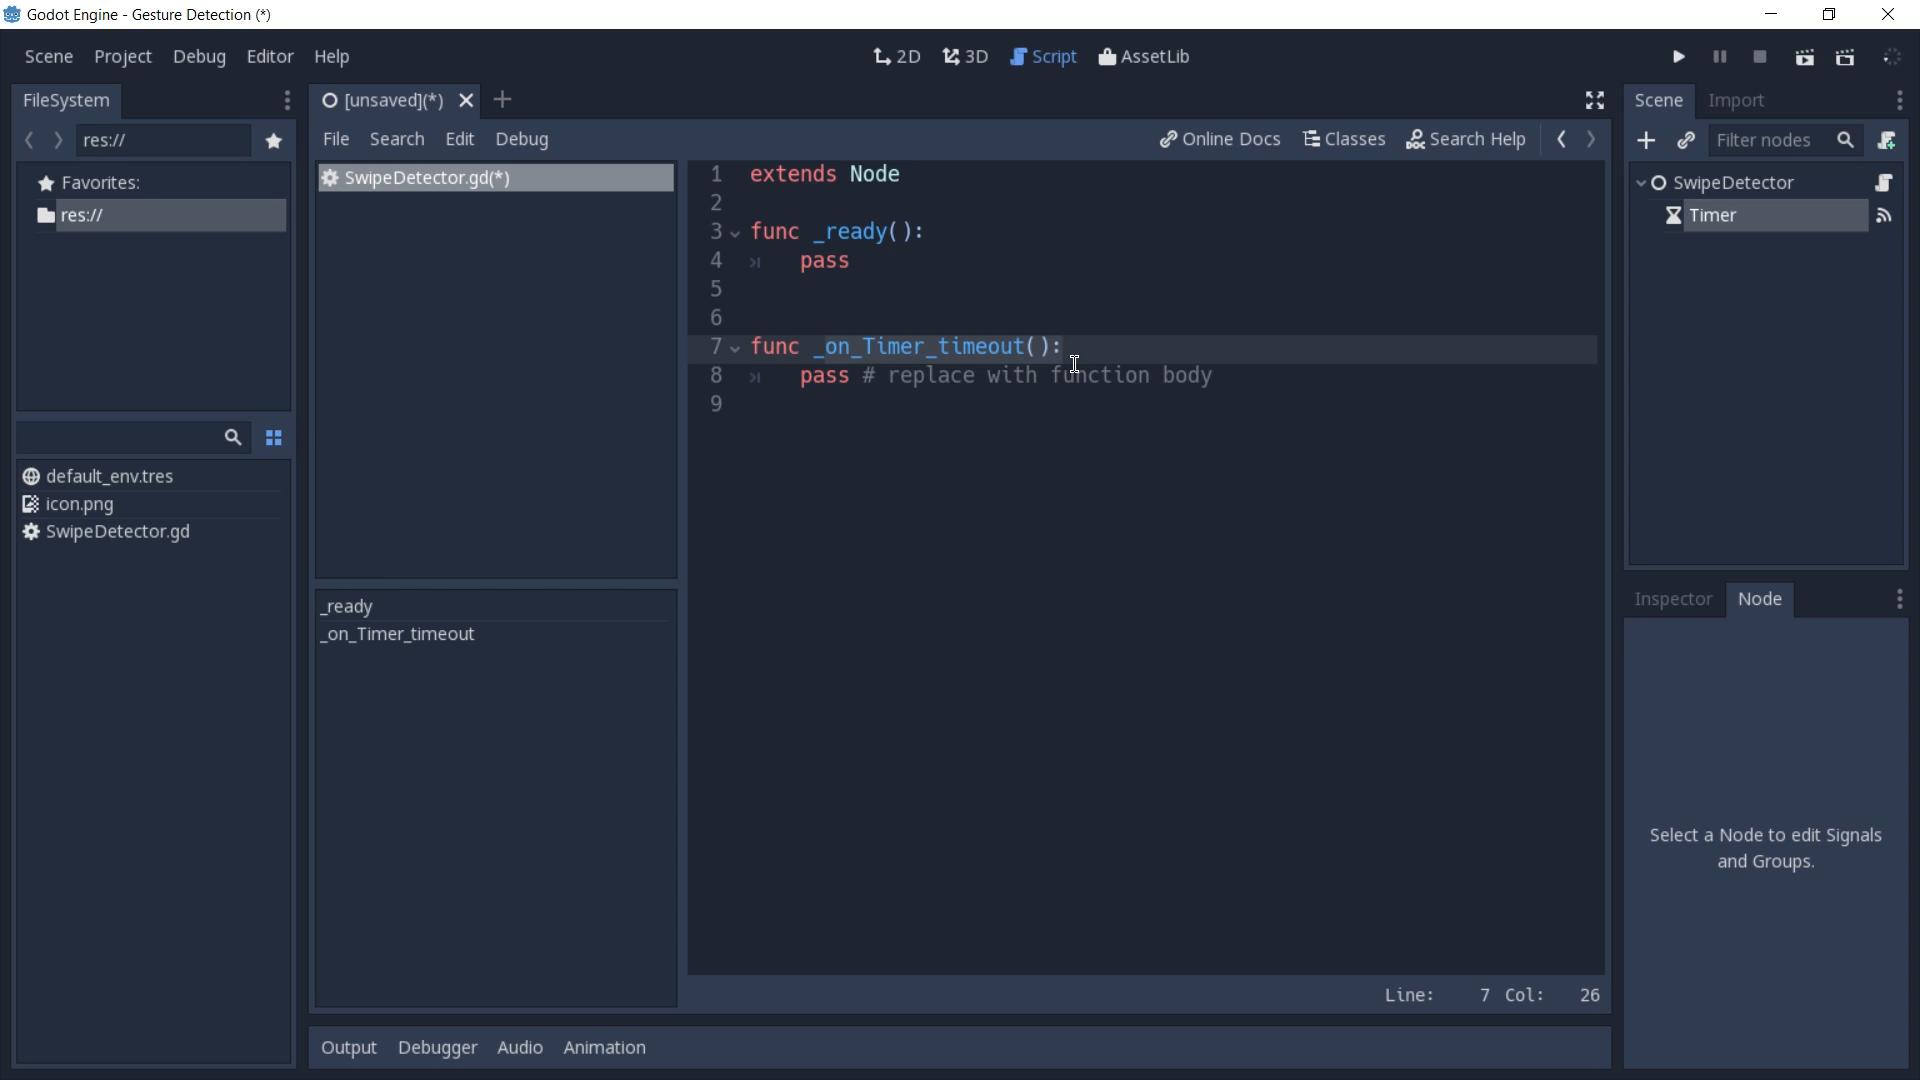 Godot Engine - Gesture Detection (*)
Scene Project Debug Editor Help
2D 3D Script AssetLib
FileSystem
[unsaved](*)
Scene Import
res://
File Search Edit Debug
Online Docs Classes Search Help
Filter nodes
Favorites:
res://
SwipeDetector.gd(*)
1 extends Node
2
3 func _ready():
4 pass
5
6
7 func _on_Timer_timeout():
8 pass # replace with function body
9
SwipeDetector
Timer
default_env.tres
icon.png
SwipeDetector.gd
_ready
_on_Timer_timeout
Inspector Node
Select a Node to edit Signals
and Groups.
Line: 7 Col: 26
Output Debugger Audio Animation